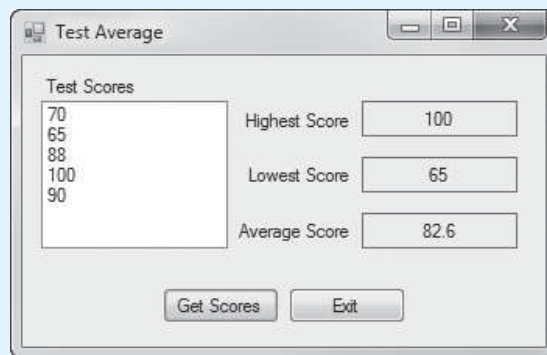 Test Average
Test Scores
70
65
88
100
90
Highest Score
100
Lowest Score
65
Average Score
82.6
Get Scores
Exit